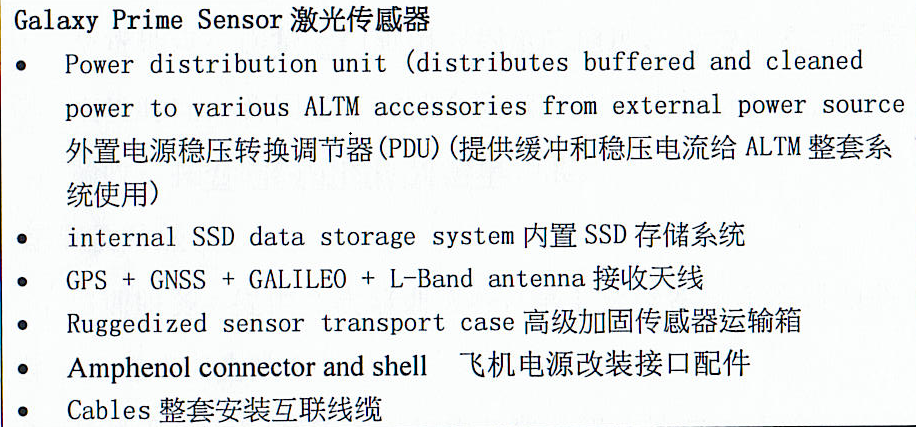 Galaxy Prime Sensor 激光传感器
● Power distribution unit (distributes buffered and cleaned
power to various ALTM accessories from external power source
外置电源稳压转换调节器(PDU)(提供缓冲和稳压电流给 ALTM 整套系
统使用)
● internal SSD data storage system 内置 SSD 存储系统
● GPS + GNSS + GALILEO + L-Band antenna 接收天线
● Ruggedized sensor transport case 高级加固传感器运输箱
● Amphenol connector and shell 飞机电源改装接口配件
● Cables 整套安装互联线缆